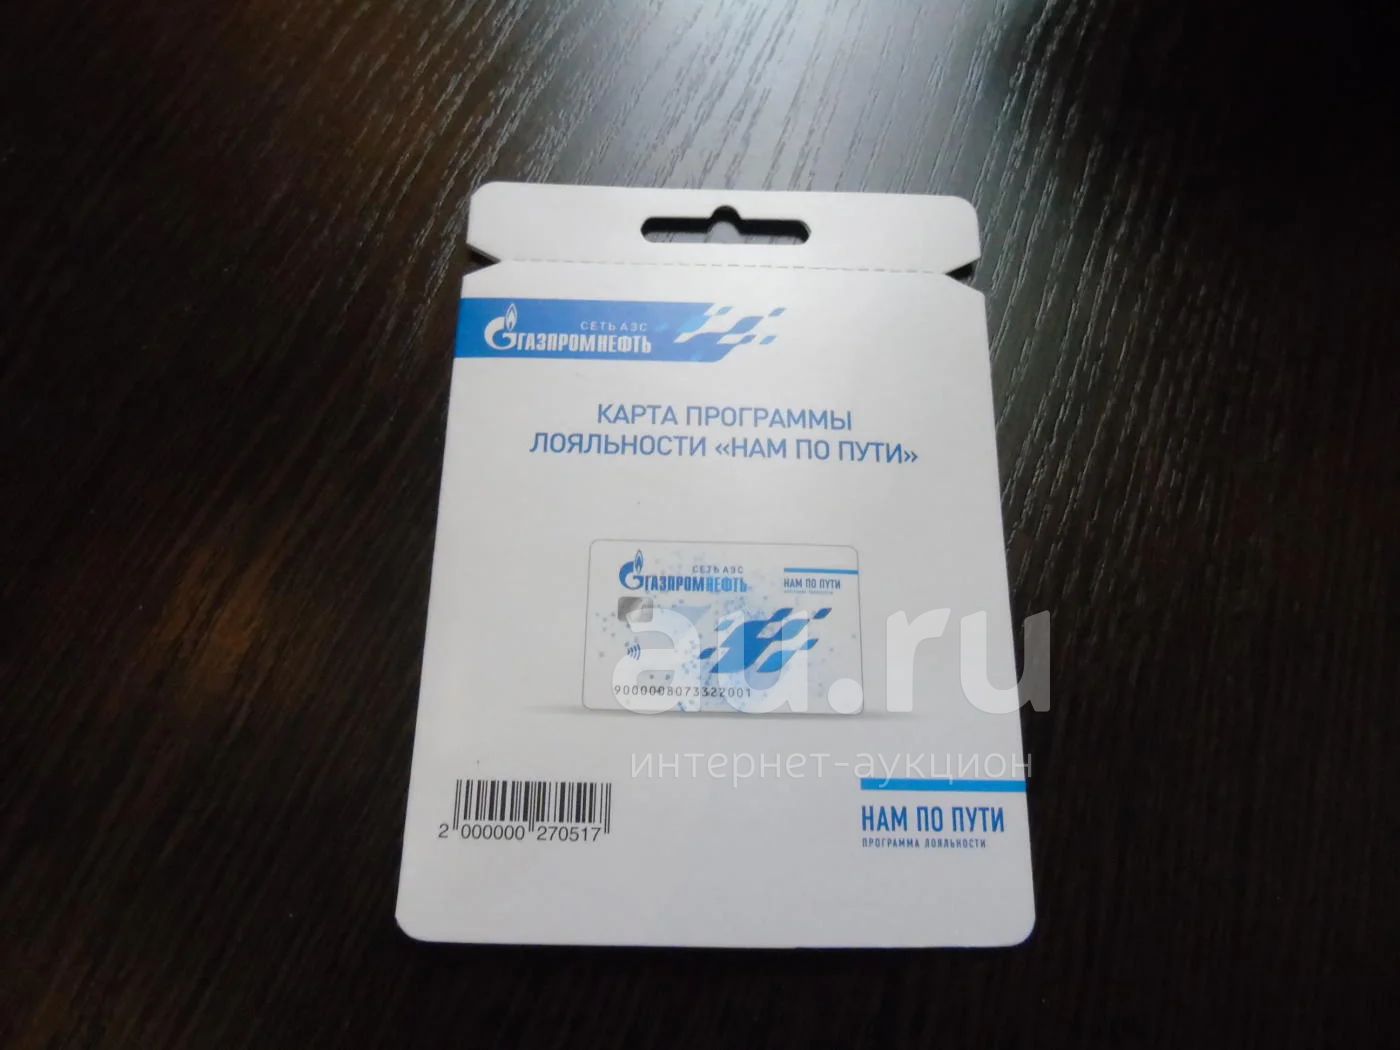 СЕТЬ АЗС
ГАЗПРОМНЕФТЬ
КАРТА ПРОГРАММЫ
ЛОЯЛЬНОСТИ «НАМ ПО ПУТИ»
СЕТЬ АЗС
ГАЗПРОМНЕФТЬ
НАМ ПО ПУТИ
9000008073322001
au.ru
интернет-аукцион
2 000000 270517
НАМ ПО ПУТИ
ПРОГРАММА ЛОЯЛЬНОСТИ